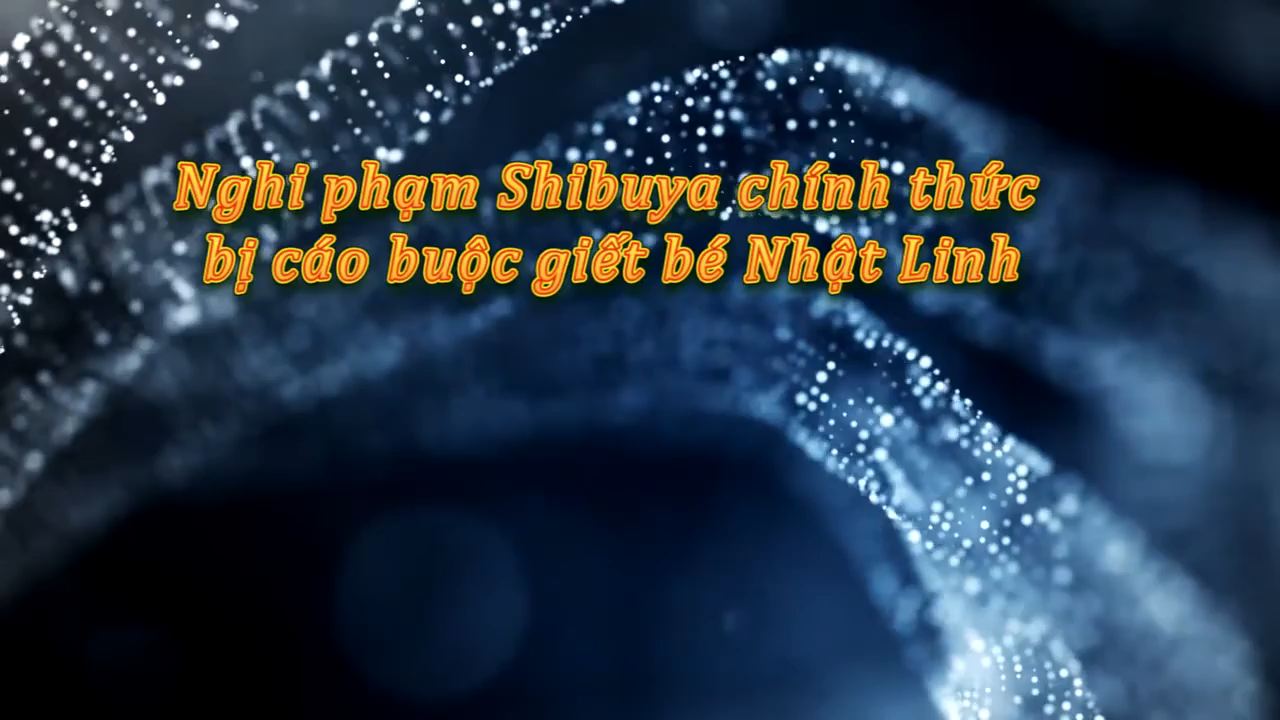 Nghi phạm Shibuya chính thức
bị cáo buộc giết bé Nhật Linh